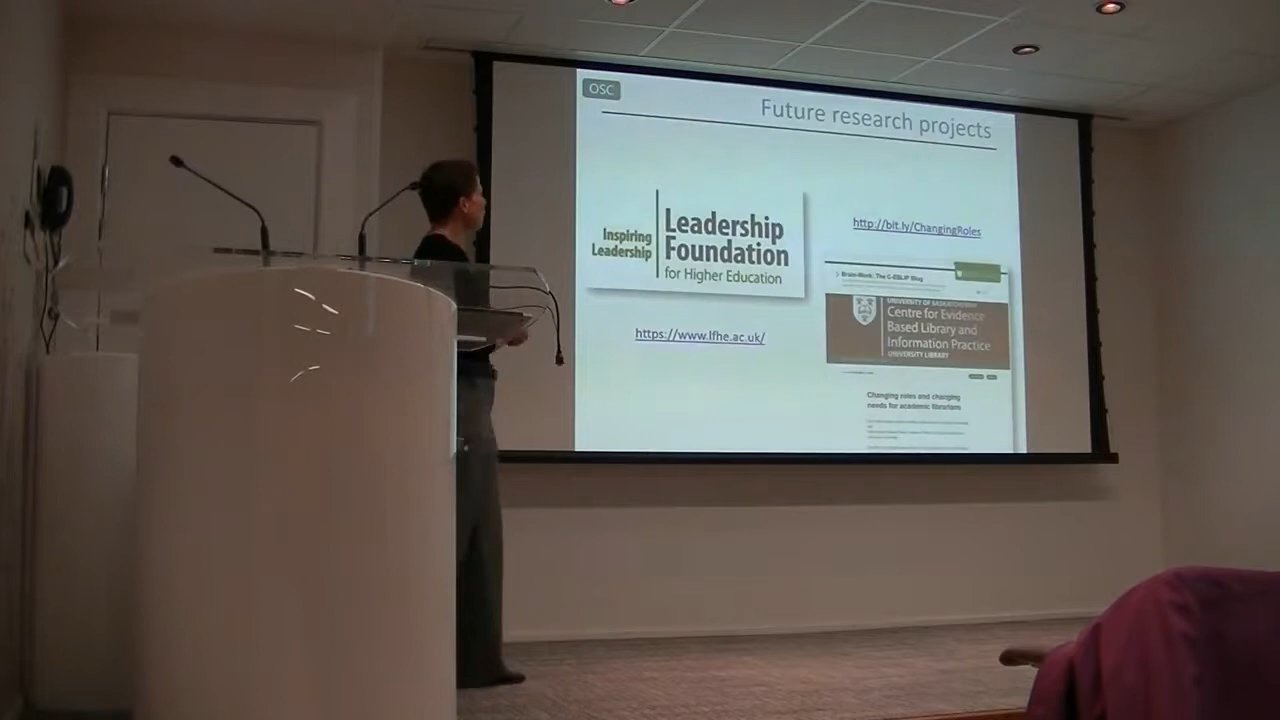 OSC
Future research projects
Inspiring
Leadership
Leadership
Foundation
for Higher Education
https://www.lfhe.ac.uk/
http://bit.ly/ChangingRoles
Brain-Work: The C-EBLIP Blog
UNIVERSITY OF SASKATCHEWAN
Centre for Evidence
Based Library and
Information Practice
UNIVERSITY LIBRARY
Changing roles and changing
needs for academic librarians